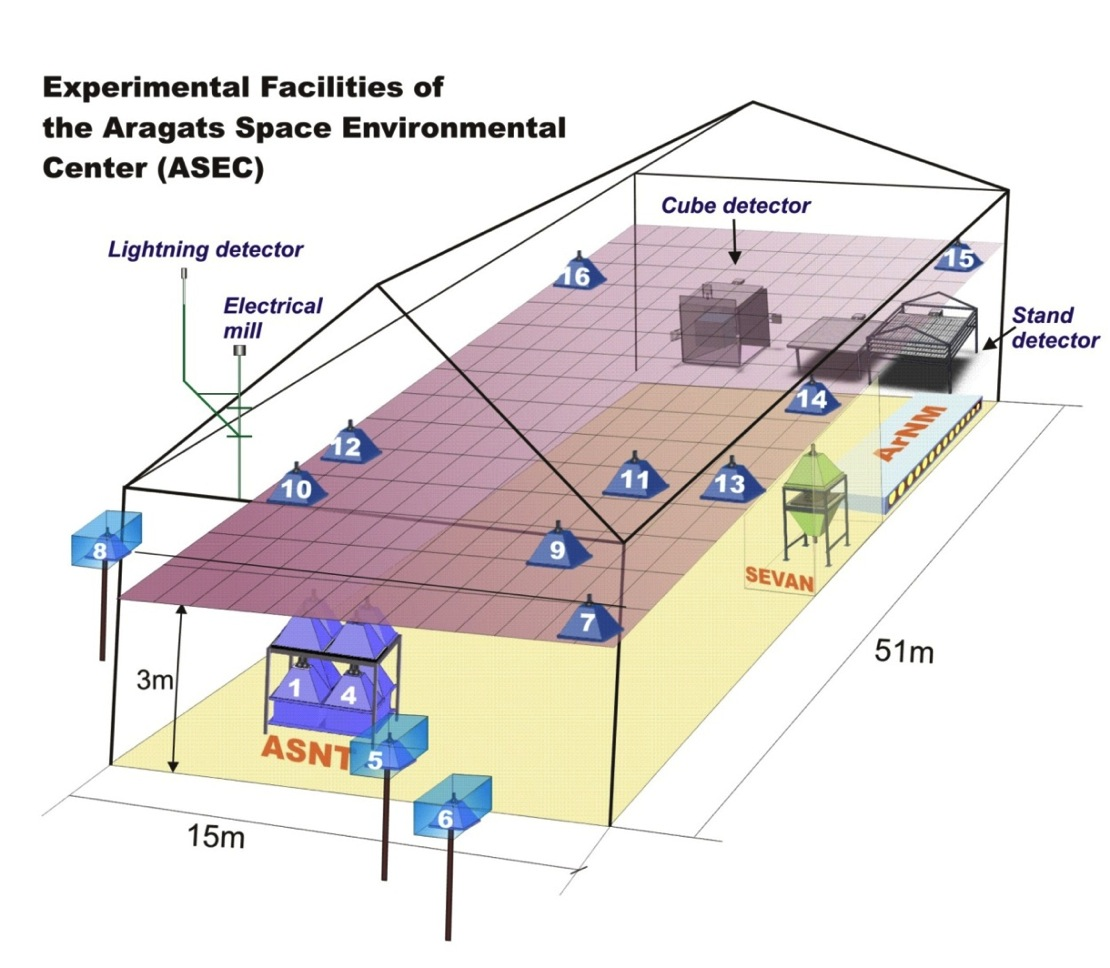 Experimental Facilities of
the Aragats Space Environmental
Center (ASEC)
Cube detector
Lightning detector
Electrical
mill
Stand
detector
16
15
14
12
10
11
13
9
8
7
ArNM
SEVAN
51m
3m
1
4
ASNT
5
6
15m